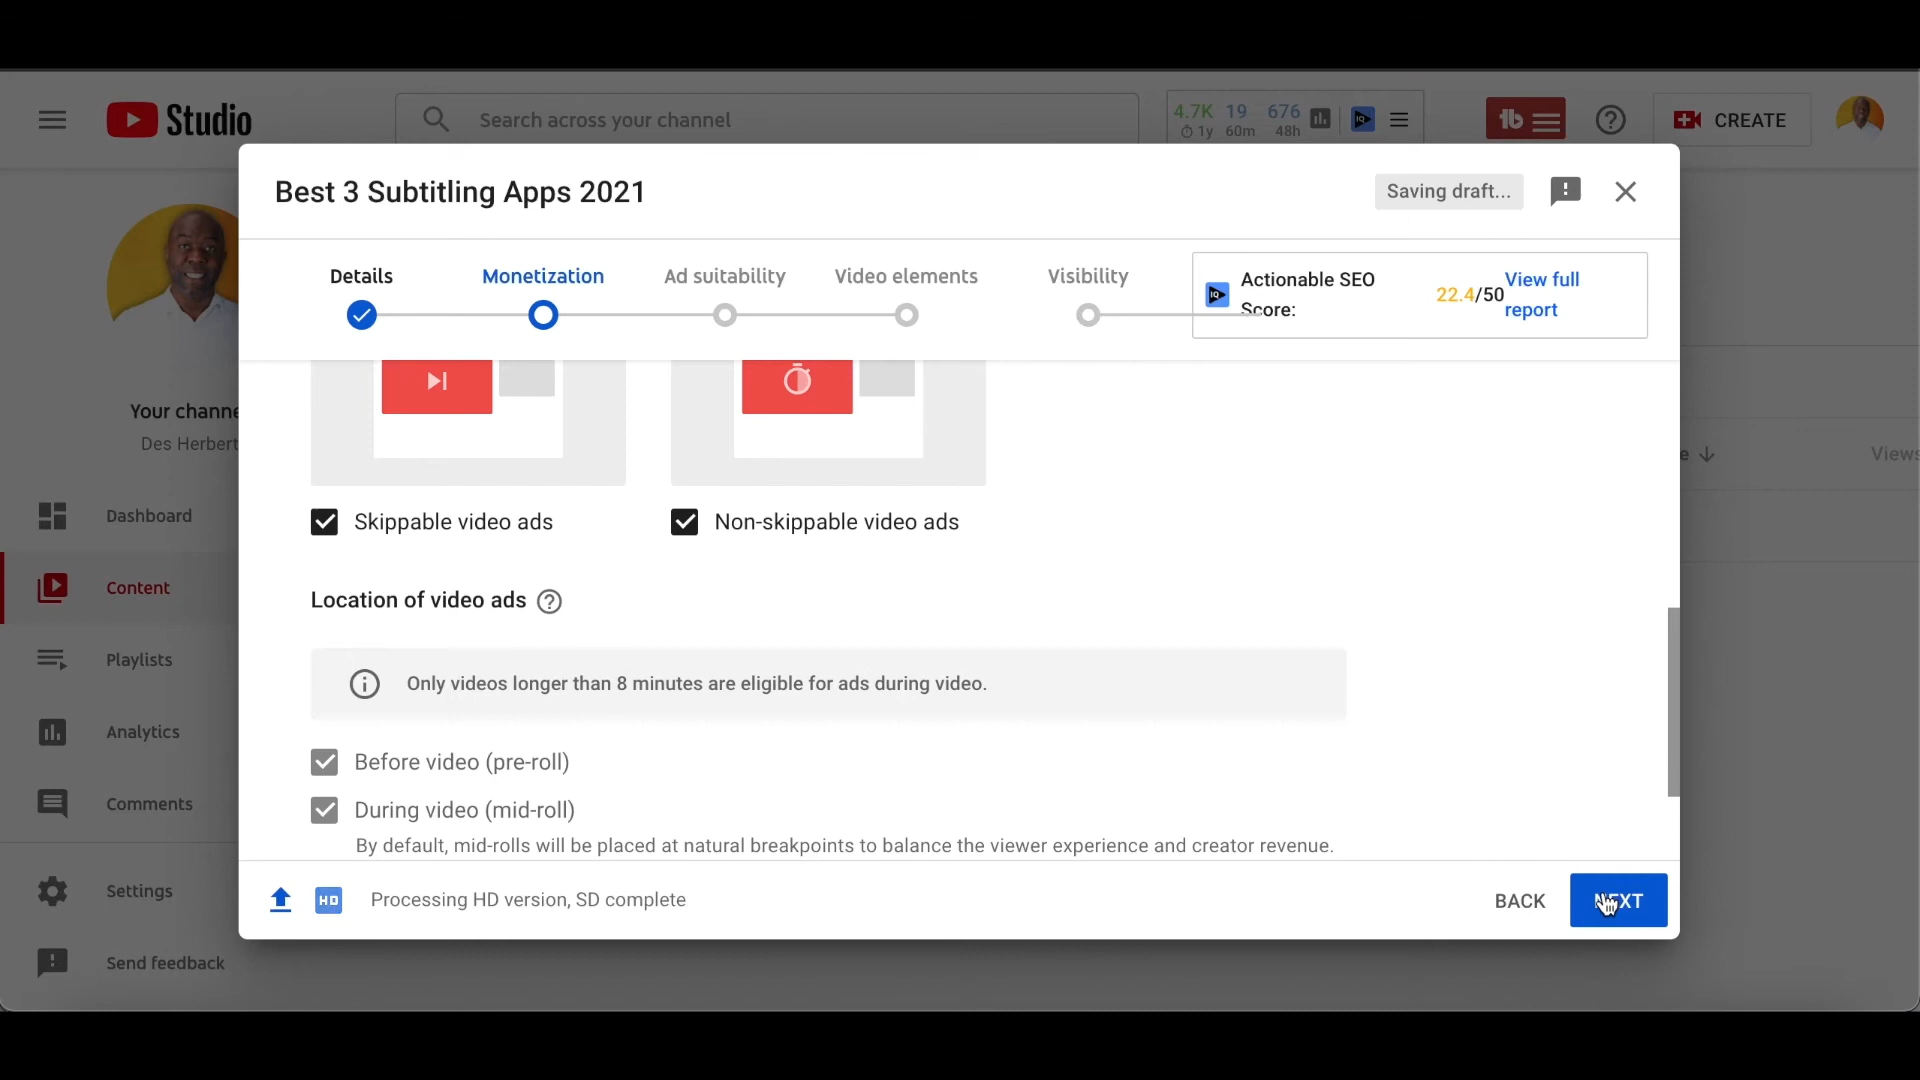 Studio
Search across your channel
4.7K 19 676
1y 60m 48h
CREATE
Best 3 Subtitling Apps 2021
Saving draft...
Details
Monetization
Ad suitability
Video elements
Visibility
Actionable SEO Score:
22.4/50
View full report
Your channe
Des Herbert
Dashboard
Content
Playlists
Analytics
Comments
Settings
Send feedback
Views
Skippable video ads
Non-skippable video ads
Location of video ads
Only videos longer than 8 minutes are eligible for ads during video.
Before video (pre-roll)
During video (mid-roll)
By default, mid-rolls will be placed at natural breakpoints to balance the viewer experience and creator revenue.
HD
Processing HD version, SD complete
BACK
NEXT